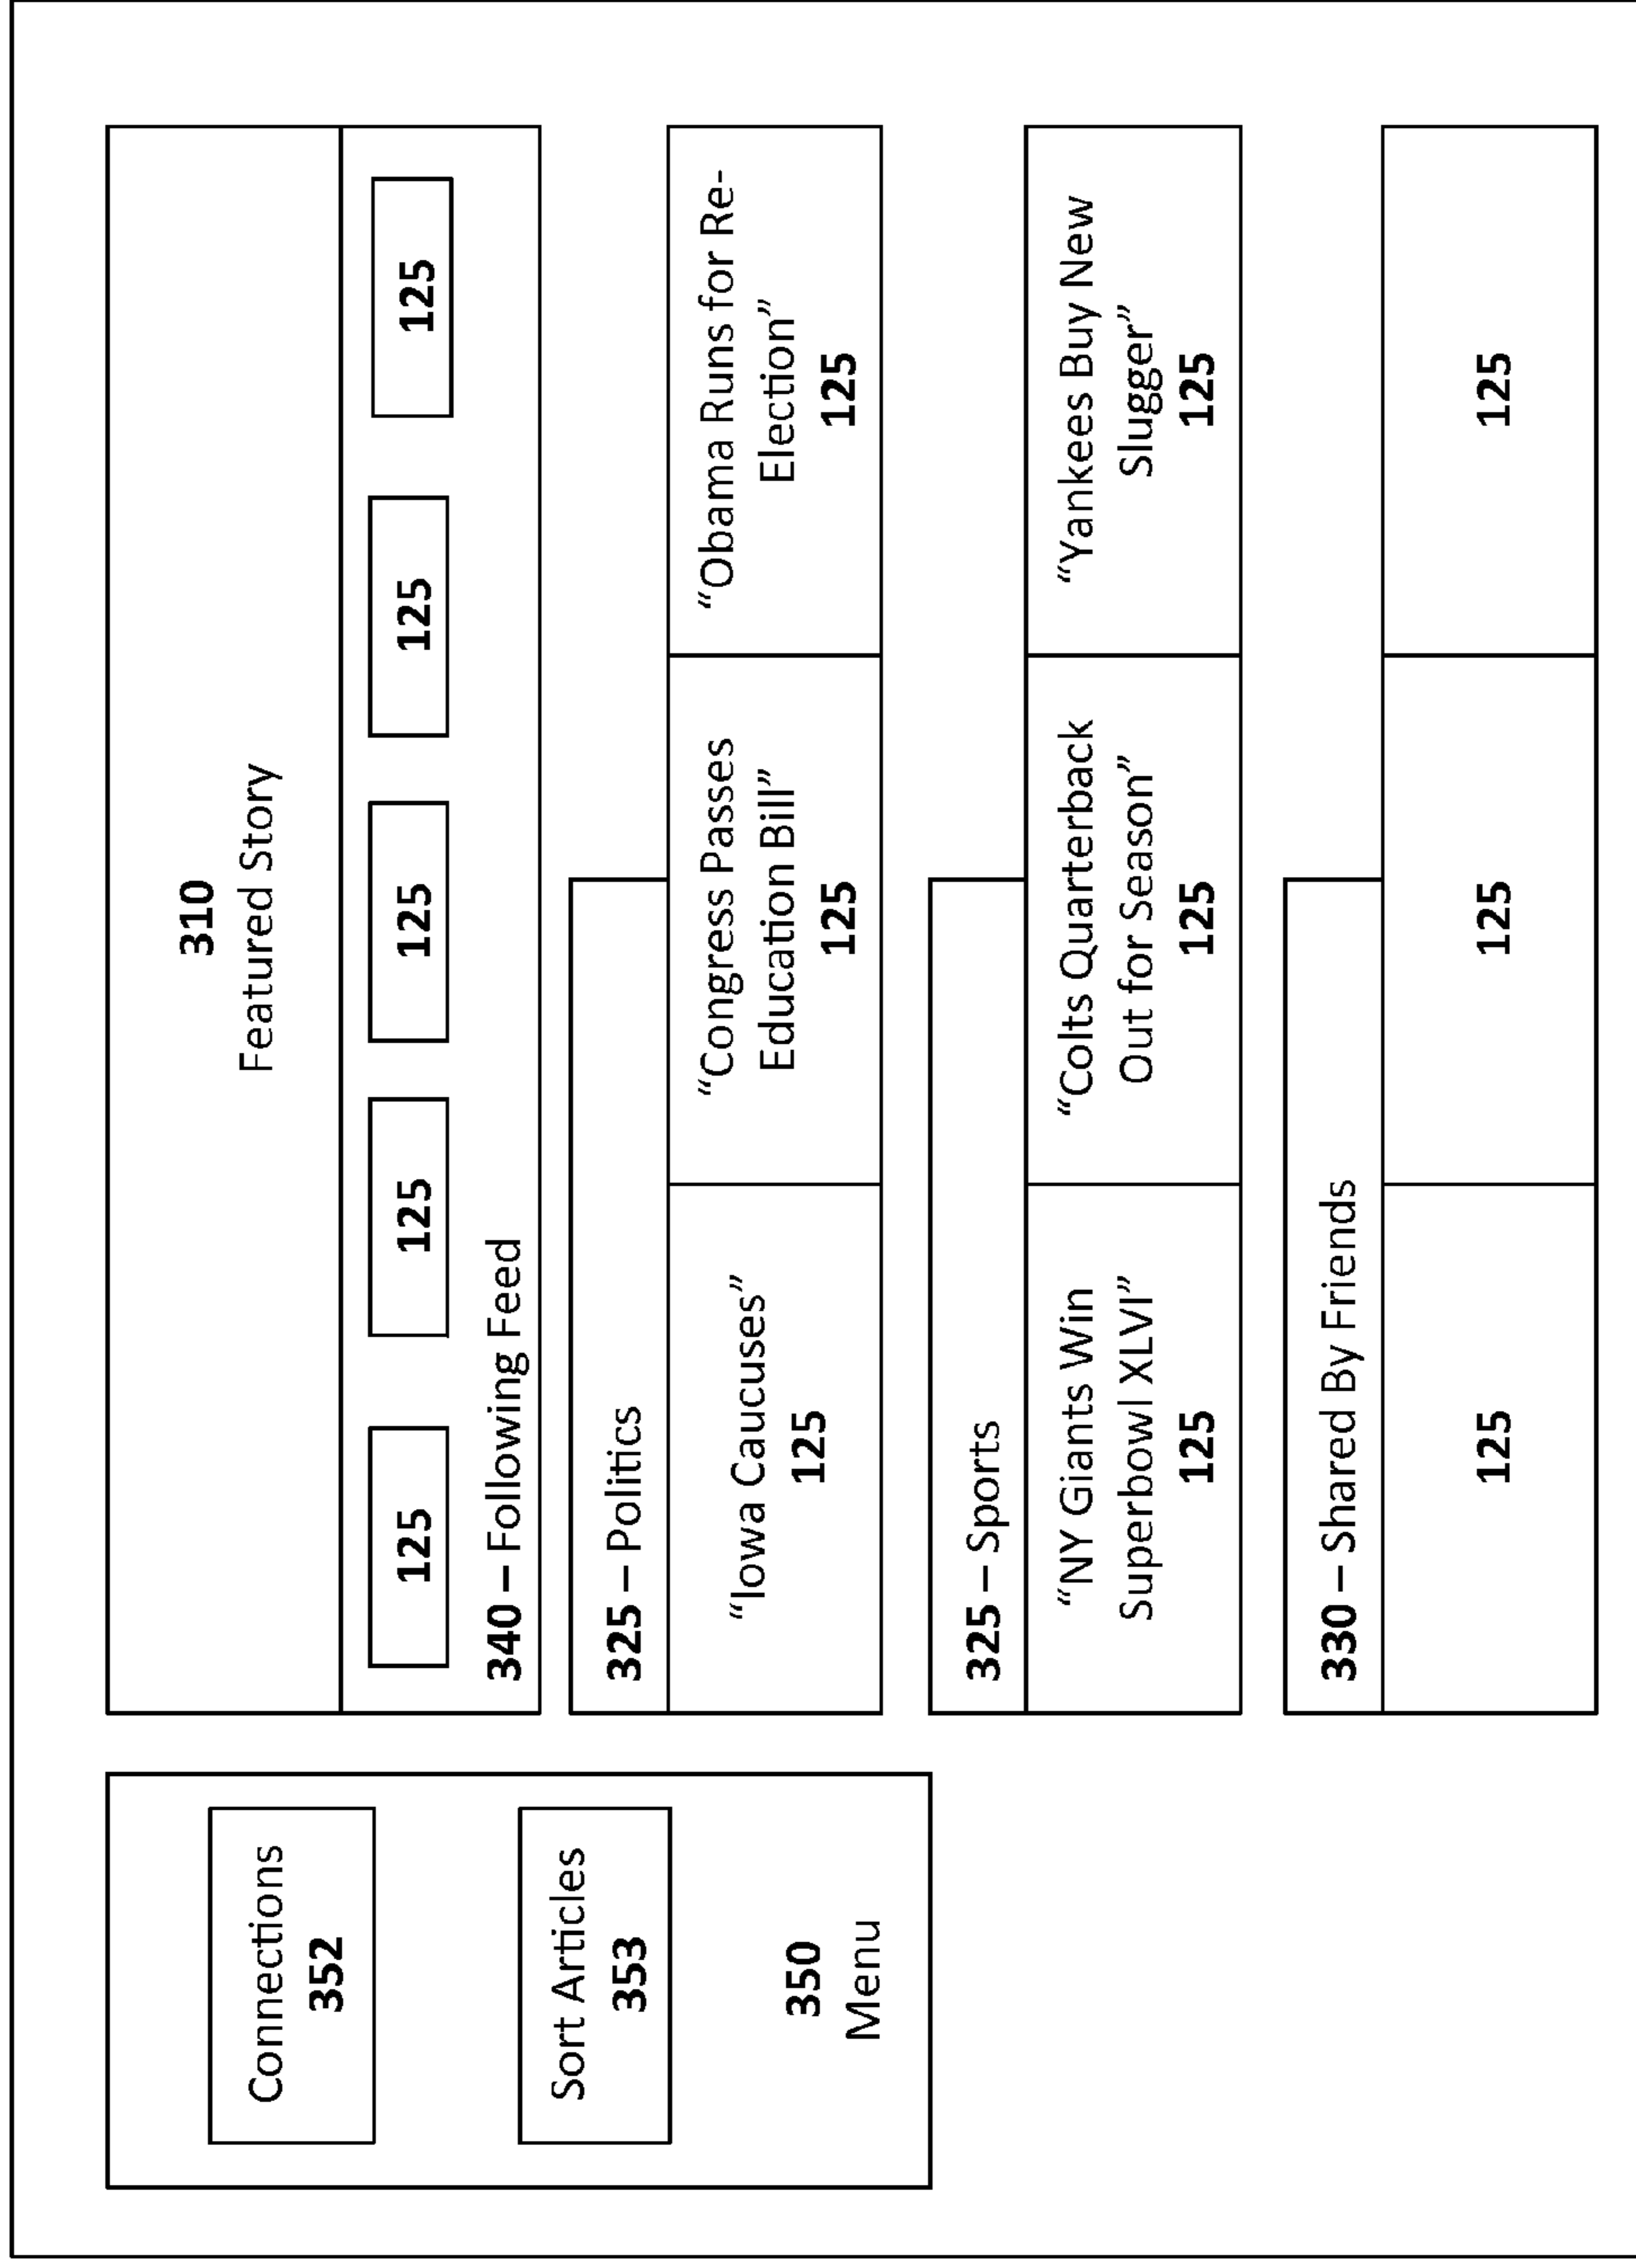 Connections
352
Sort Articles
353
350
Menu
310
Featured Story
125
125
125
125
125
340 – Following Feed
325 – Politics
“Iowa Caucuses”
125
“Congress Passes
Education Bill”
125
“Obama Runs for Re-
Election”
125
325 – Sports
“NY Giants Win
Superbowl XLVI”
125
“Colts Quarterback
Out for Season”
125
“Yankees Buy New
Slugger”
125
330 – Shared By Friends
125
125
125